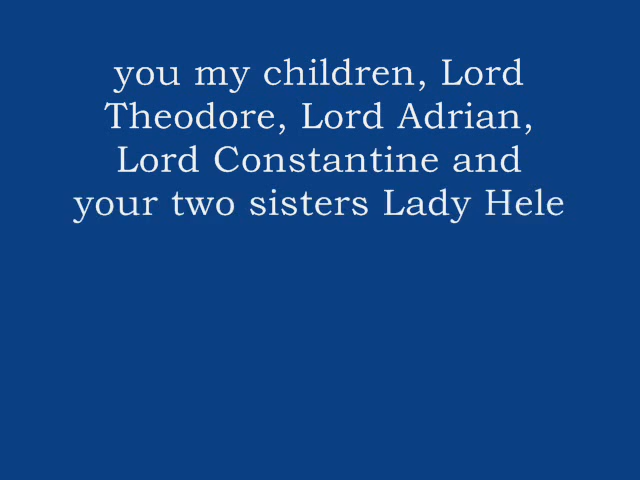 you my children, Lord
Theodore, Lord Adrian,
Lord Constantine and
your two sisters Lady Hele